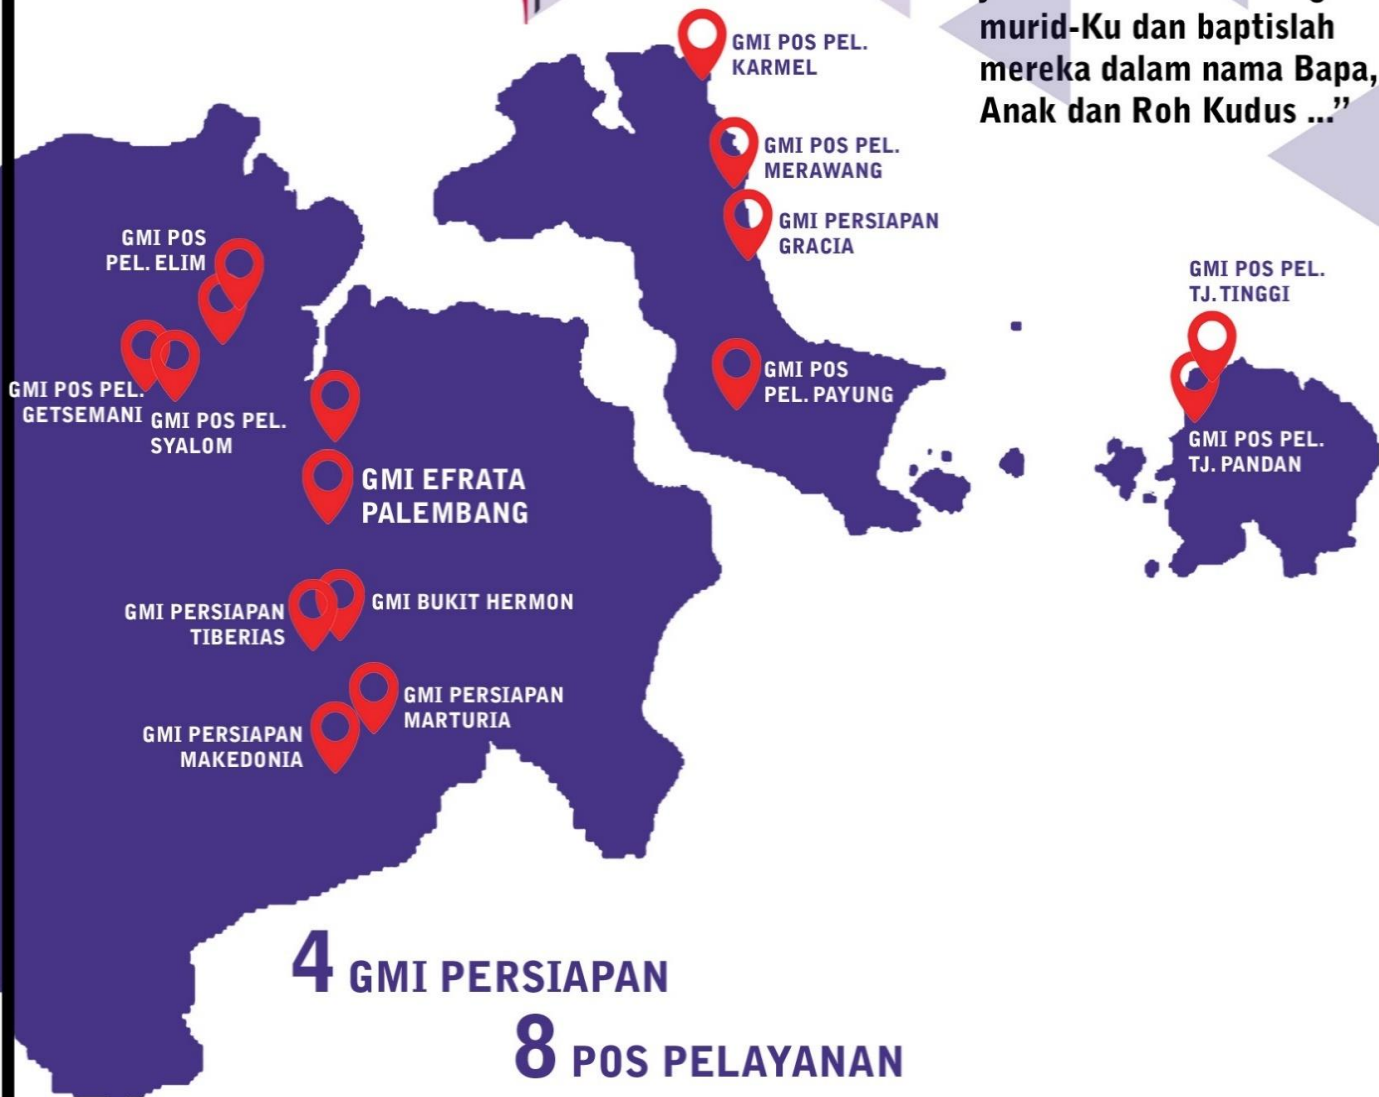 murid-Ku dan baptislah
mereka dalam nama Bapa,
Anak dan Roh Kudus ..."
GMI POS PEL.
KARMEL
GMI POS PEL.
MERAWANG
GMI PERSIAPAN
GRACIA
GMI POS
PEL. ELIM
GMI POS PEL.
TJ. TINGGI
GMI POS
PEL. PAYUNG
GMI POS PEL.
GETSEMANI
GMI POS PEL.
SYALOM
GMI POS PEL.
TJ. PANDAN
GMI EFRATA
PALEMBANG
GMI PERSIAPAN
TIBERIAS
GMI BUKIT HERMON
GMI PERSIAPAN
MARTURIA
GMI PERSIAPAN
MAKEDONIA
4 GMI PERSIAPAN
8 POS PELAYANAN